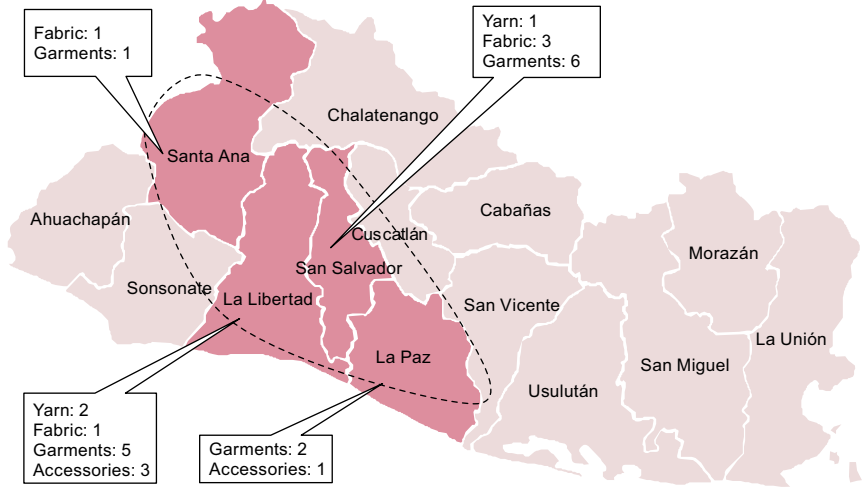 Fabric: 1
Garments: 1
Yarn: 1
Fabric: 3
Garments: 6
Chalatenango
Santa Ana
Ahuachapán
Cabañas
Cuscatlán
Morazán
San Salvador
Sonsonate
La Libertad
San Vicente
La Unión
La Paz
San Miguel
Usulután
Yarn: 2
Fabric: 1
Garments: 5
Accessories: 3
Garments: 2
Accessories: 1